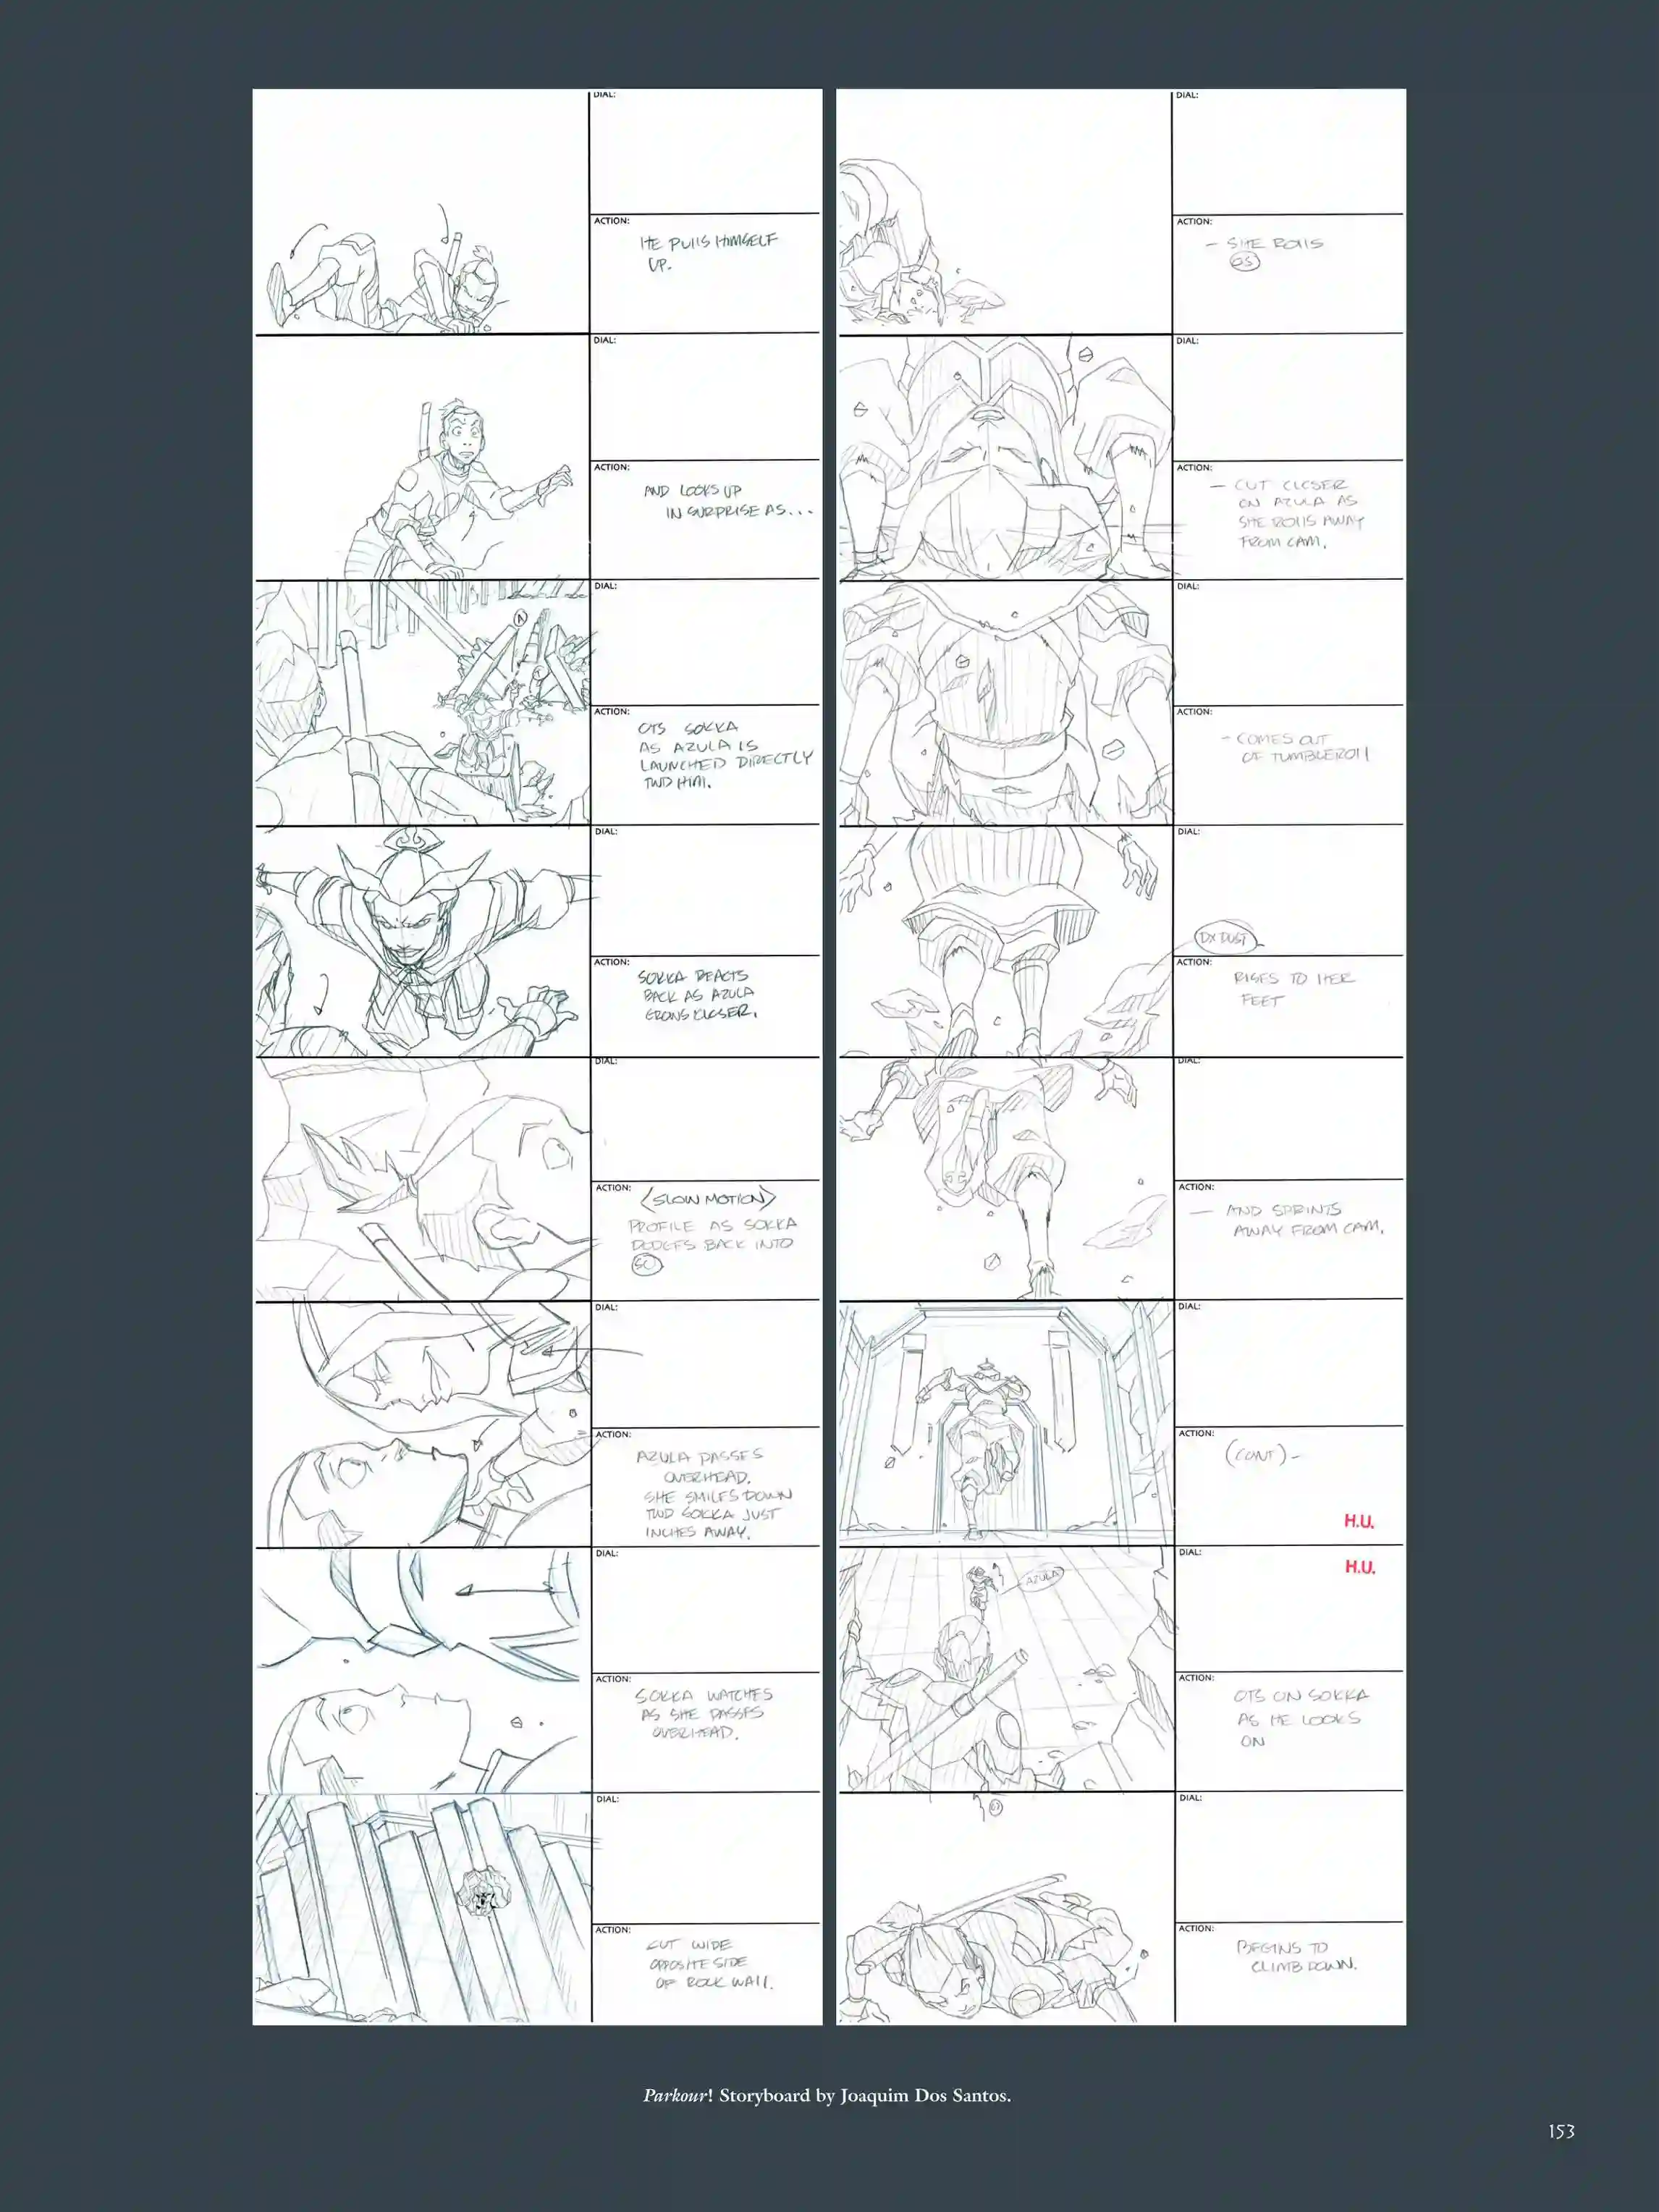 DIAL:
ACTION:
HE PULLS HIMSELF
UP.
DIAL:
ACTION:
AND LOOKS UP
IN SURPRISE AS...
DIAL:
A
ACTION:
OTS SOKKA
AS AZULA IS
LAUNCHED DIRECTLY
TWD HIM.
DIAL:
ACTION:
SOKKA REACTS
BACK AS AZULA
GROWS CLOSER.
DIAL:
ACTION:
<SLOW MOTION>
PROFILE AS SOKKA
DODGES BACK INTO
SC
DIAL:
ACTION:
AZULA PASSES
OVERHEAD.
SHE SMILES DOWN
TWD SOKKA JUST
INCHES AWAY.
DIAL:
ACTION:
SOKKA WATCHES
AS SHE PASSES
OVERHEAD.
DIAL:
ACTION:
CUT WIDE
OPPOSITE SIDE
OF ROCK WALL.
DIAL:
ACTION:
- SHE ROLLS
OS
DIAL:
ACTION:
- CUT CLOSER
ON AZULA AS
SHE ROLLS AWAY
FROM CAM.
DIAL:
ACTION:
- COMES OUT
OF TUMBLEROLL
DIAL:
DX DUST
ACTION:
RISES TO HER
FEET
DIAL:
ACTION:
- AND SPRINTS
AWAY FROM CAM.
DIAL:
ACTION:
(CONT) -
H.U.
DIAL:
H.U.
AZULA
ACTION:
OTS ON SOKKA
AS HE LOOKS
ON
DIAL:
ACTION:
BEGINS TO
CLIMB DOWN.
Parkour! Storyboard by Joaquim Dos Santos.
153